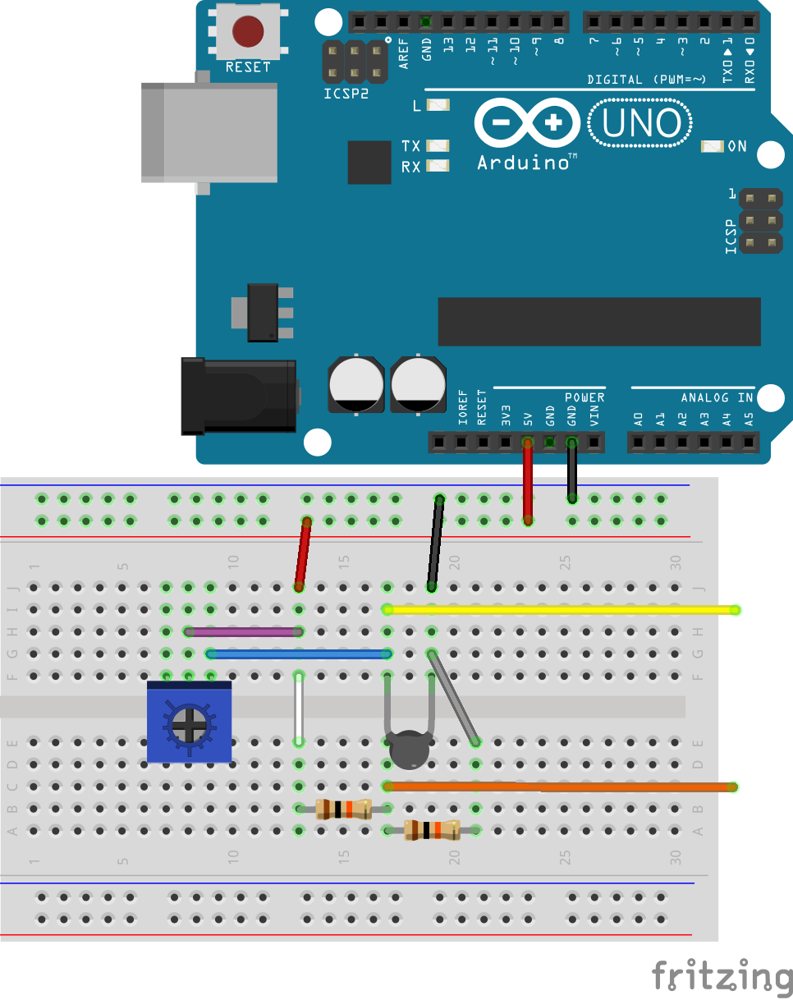 RESET
ICSP2
AREF
GND
13
12
~11
~10
~9
8
7
~6
~5
4
~3
2
TX0▶1
RX0◀0
DIGITAL (PWM=~)
L
TX
RX
UNO
Arduino™
ON
1
ICSP
IOREF
RESET
3V3
5V
GND
GND
VIN
POWER
ANALOG IN
A0
A1
A2
A3
A4
A5
1 5 10 15 20 25 30
J J
I I
H H
G G
F F
E E
D D
C C
B B
A A
1 5 10 15 20 25 30
fritzing